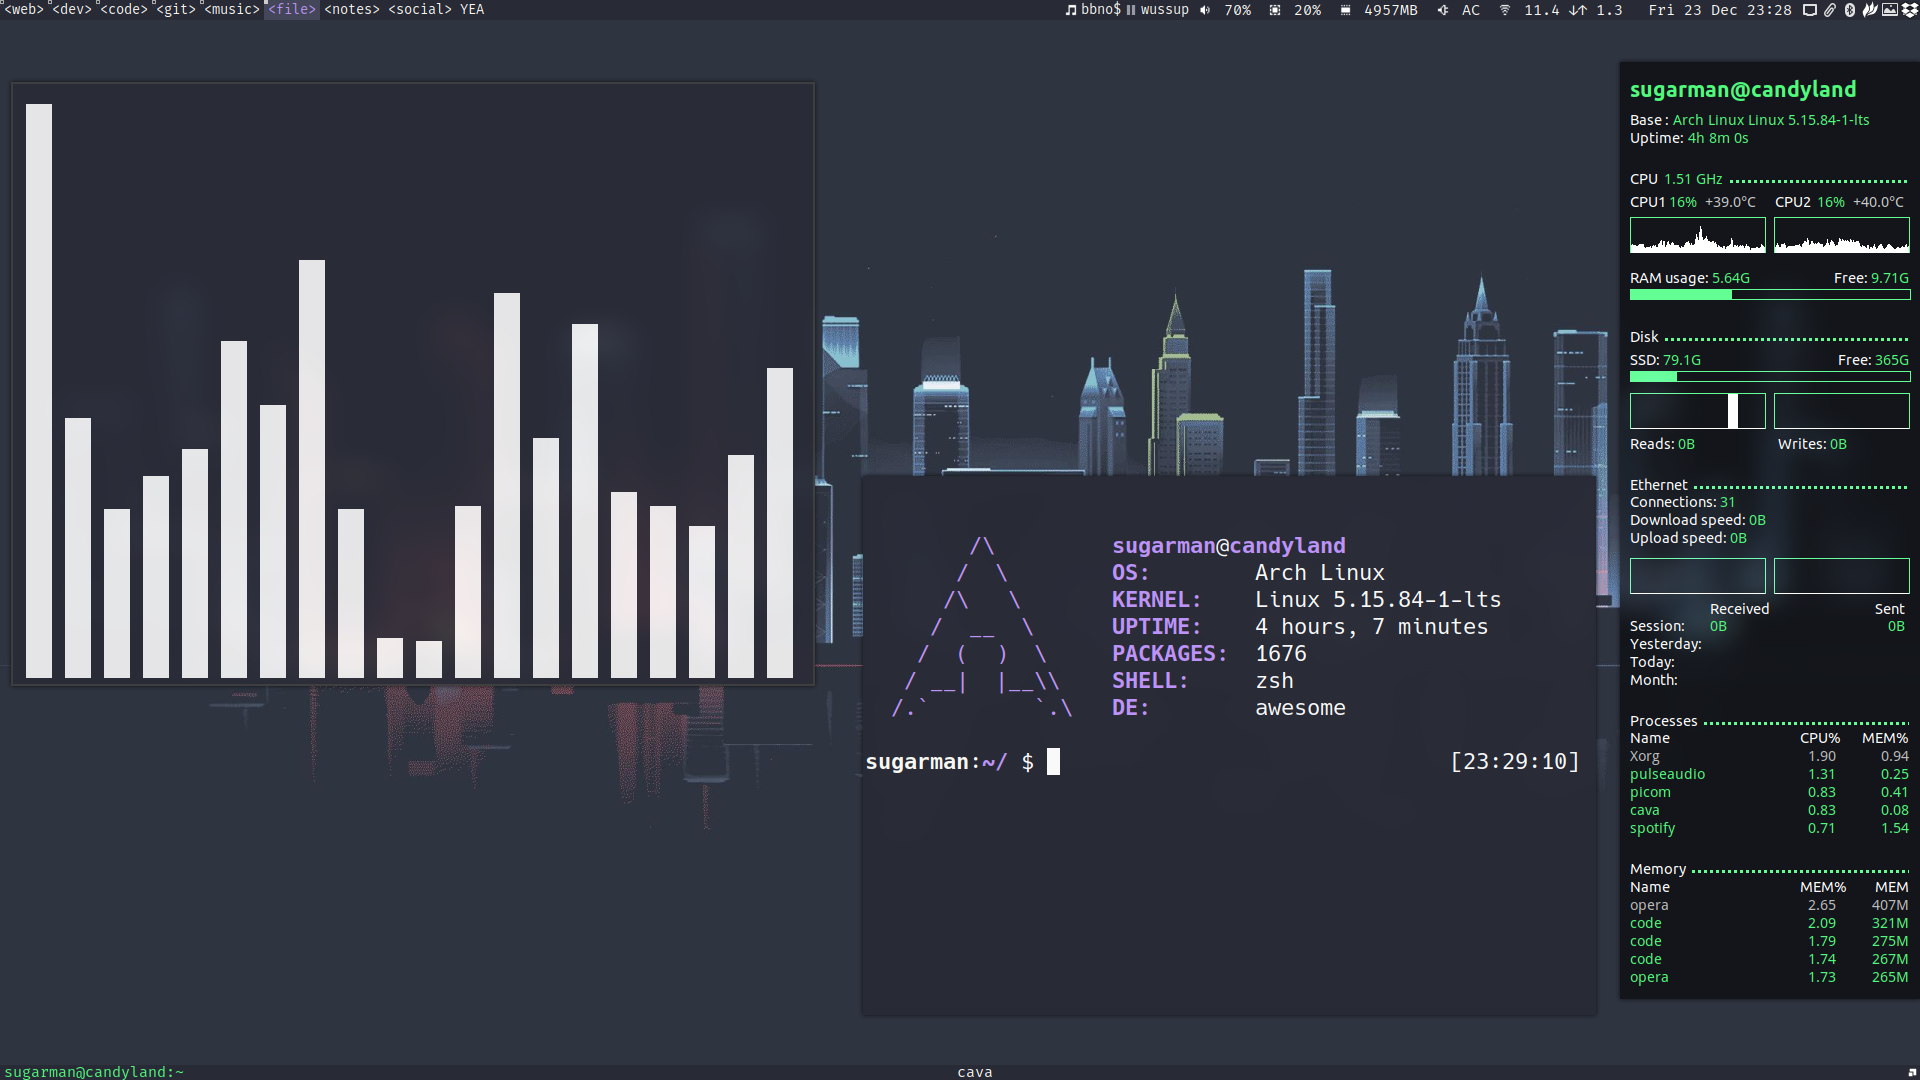 <web> <dev> <code> <git> <music> <file> <notes> <social> YEA
bbno$ wussup 70% 20% 4957MB AC 11.4 ↓↑ 1.3 Fri 23 Dec 23:28
sugarman@candyland
Base : Arch Linux Linux 5.15.84-1-lts
Uptime: 4h 8m 0s
CPU 1.51 GHz
CPU1 16% +39.0°C CPU2 16% +40.0°C
RAM usage: 5.64G Free: 9.71G
Disk
SSD: 79.1G Free: 365G
Reads: 0B Writes: 0B
Ethernet
Connections: 31
Download speed: 0B
Upload speed: 0B
Received Sent
Session: 0B 0B
Yesterday:
Today:
Month:
Processes
Name CPU% MEM%
Xorg 1.90 0.94
pulseaudio 1.31 0.25
picom 0.83 0.41
cava 0.83 0.08
spotify 0.71 1.54
Memory
Name MEM% MEM
opera 2.65 407M
code 2.09 321M
code 1.79 275M
code 1.74 267M
opera 1.73 265M
sugarman@candyland
OS: Arch Linux
KERNEL: Linux 5.15.84-1-lts
UPTIME: 4 hours, 7 minutes
PACKAGES: 1676
SHELL: zsh
DE: awesome
sugarman:~/ $ [23:29:10]
sugarman@candyland:~ cava